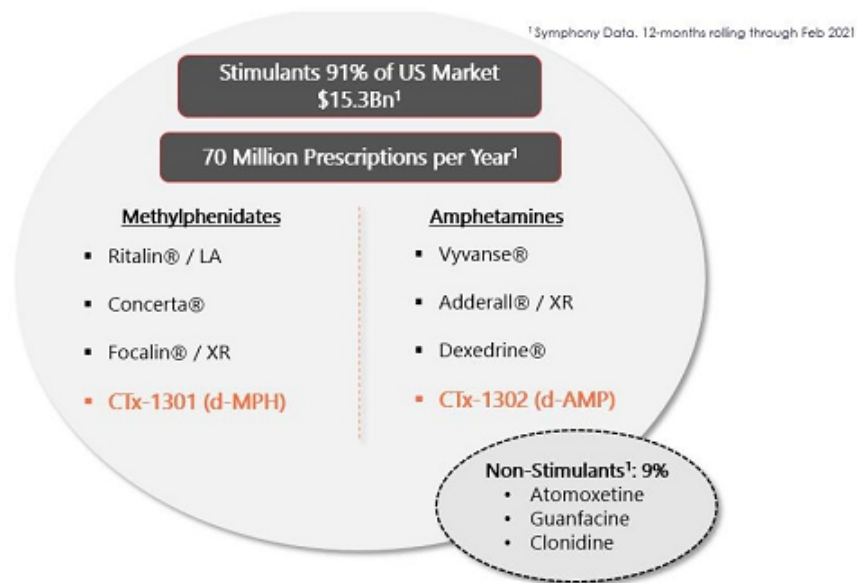 ¹Symphony Data. 12-months rolling through Feb 2021
Stimulants 91% of US Market
$15.3Bn¹
70 Million Prescriptions per Year¹
Methylphenidates
▪ Ritalin® / LA
▪ Concerta®
▪ Focalin® / XR
▪ CTx-1301 (d-MPH)
Amphetamines
▪ Vyvanse®
▪ Adderall® / XR
▪ Dexedrine®
▪ CTx-1302 (d-AMP)
Non-Stimulants¹: 9%
• Atomoxetine
• Guanfacine
• Clonidine